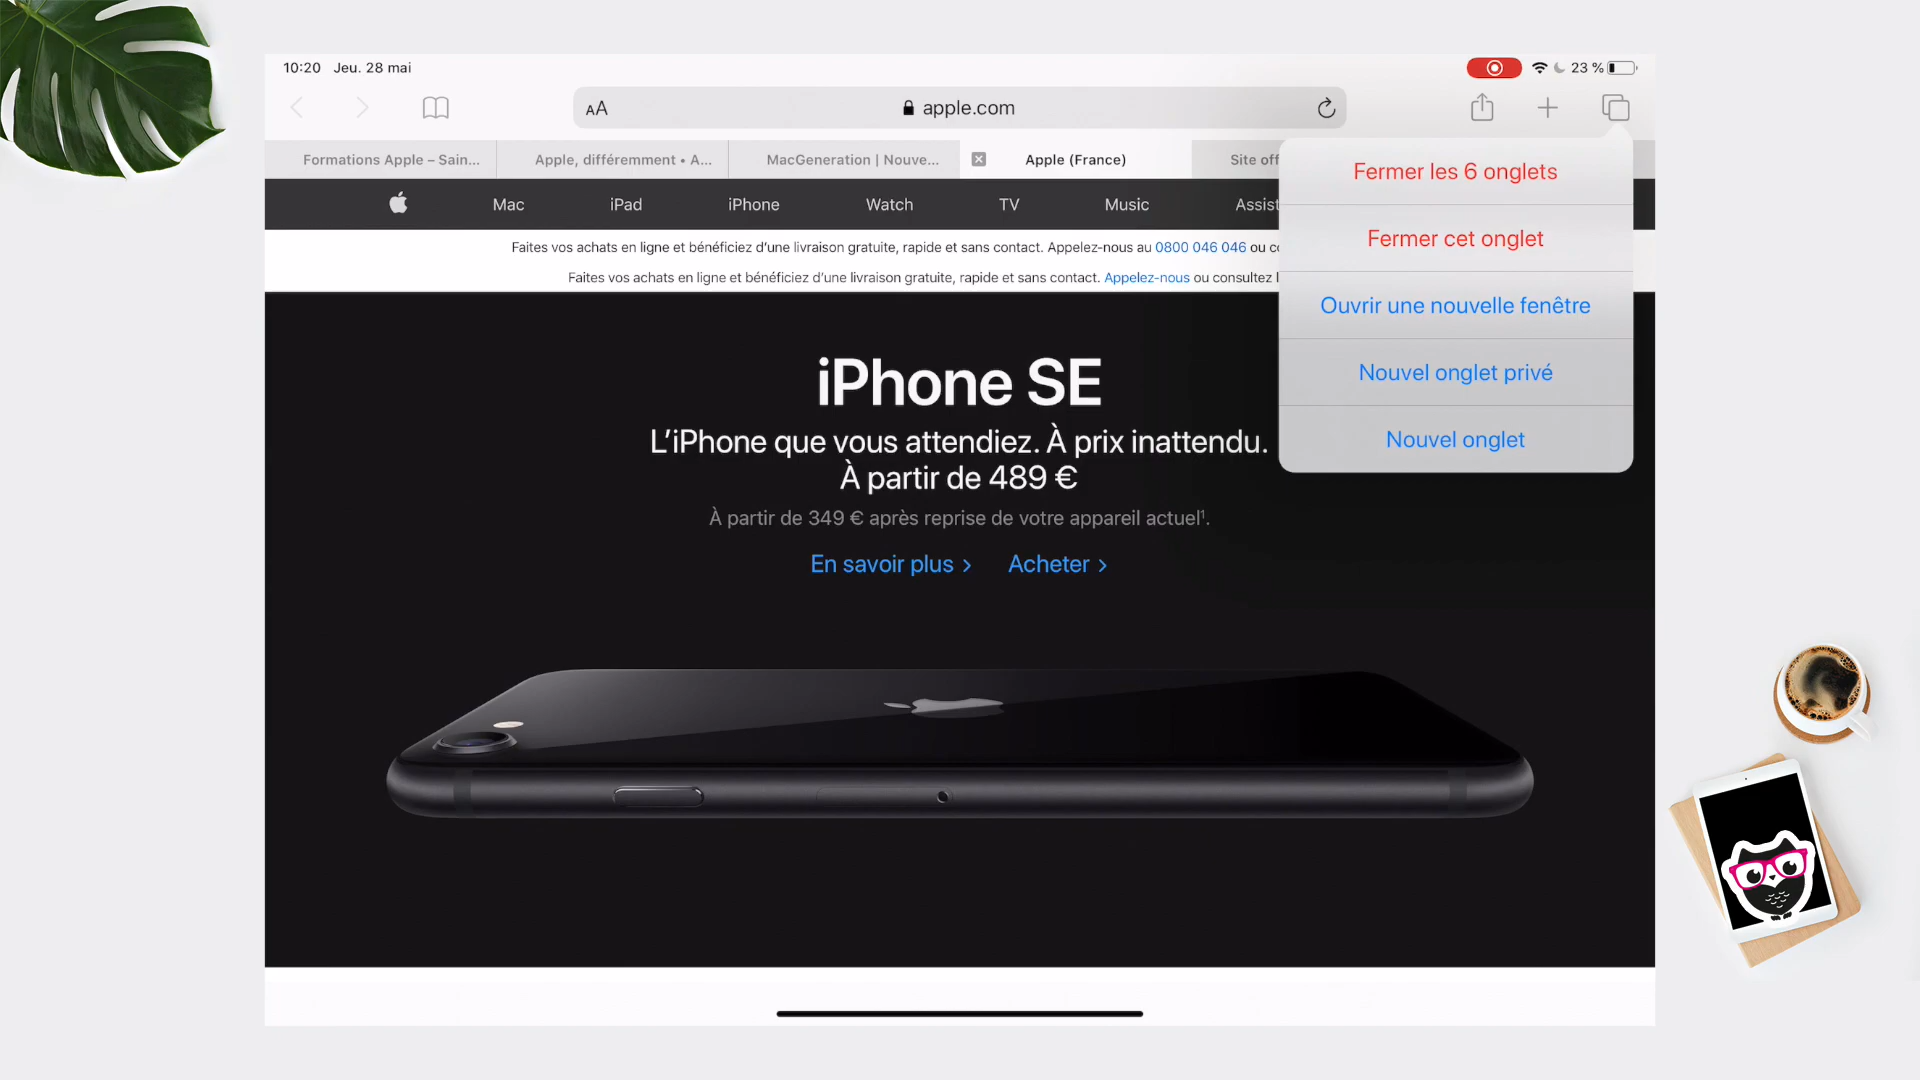 10:20 Jeu. 28 mai
23 %
AA
apple.com
Formations Apple – Sain...
Apple, différemment • A...
MacGeneration | Nouve...
Apple (France)
Site off
Fermer les 6 onglets
Fermer cet onglet
Ouvrir une nouvelle fenêtre
Nouvel onglet privé
Nouvel onglet
Mac iPad iPhone Watch TV Music Assist
Faites vos achats en ligne et bénéficiez d'une livraison gratuite, rapide et sans contact. Appelez-nous au 0800 046 046 ou co
Faites vos achats en ligne et bénéficiez d'une livraison gratuite, rapide et sans contact. Appelez-nous ou consultez l
iPhone SE
L'iPhone que vous attendiez. À prix inattendu.
À partir de 489 €
À partir de 349 € après reprise de votre appareil actuel¹.
En savoir plus > Acheter >